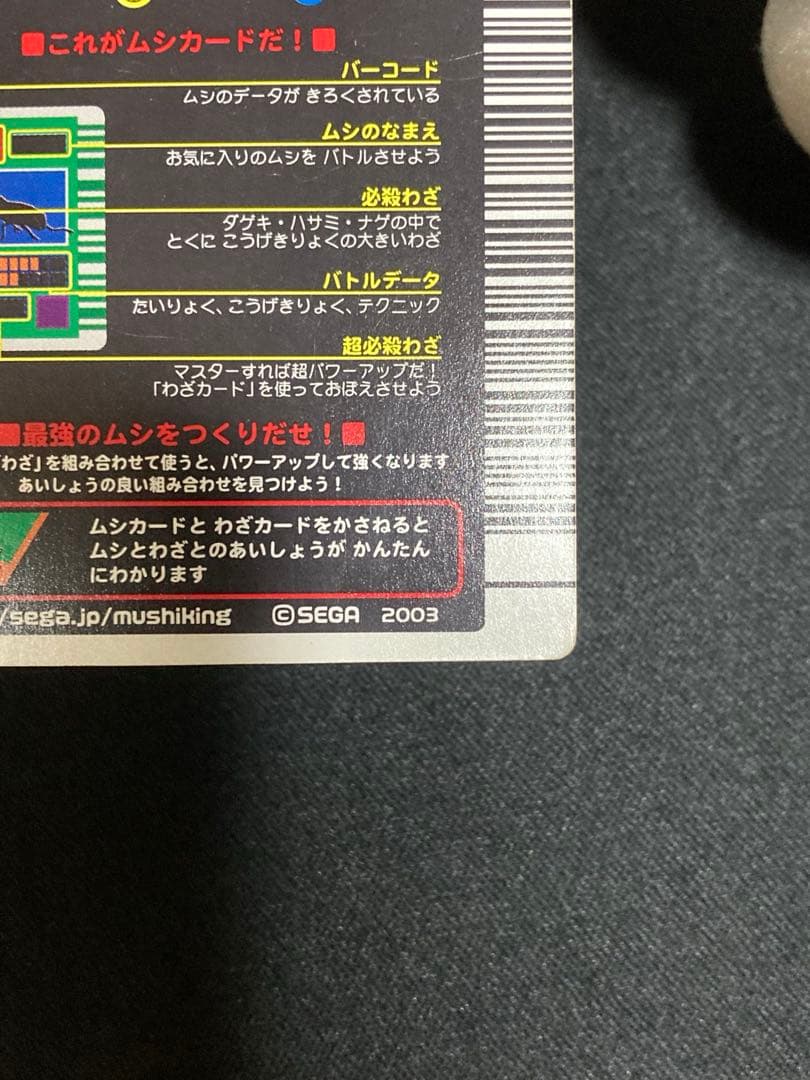 ■これがムシカードだ！■
バーコード
ムシのデータが きろくされている
ムシのなまえ
お気に入りのムシを バトルさせよう
必殺わざ
ダゲキ・ハサミ・ナゲの中で
とくに こうげきりょくの大きいわざ
バトルデータ
たいりょく、こうげきりょく、テクニック
超必殺わざ
マスターすれば超パワーアップだ！
「わざカード」を使っておぼえさせよう
■最強のムシをつくりだせ！■
わざ」を組み合わせて使うと、パワーアップして強くなります
あいしょうの良い組み合わせを見つけよう！
ムシカードと わざカードをかさねると
ムシとわざとのあいしょうが かんたん
にわかります
/sega.jp/mushiking ©SEGA 2003